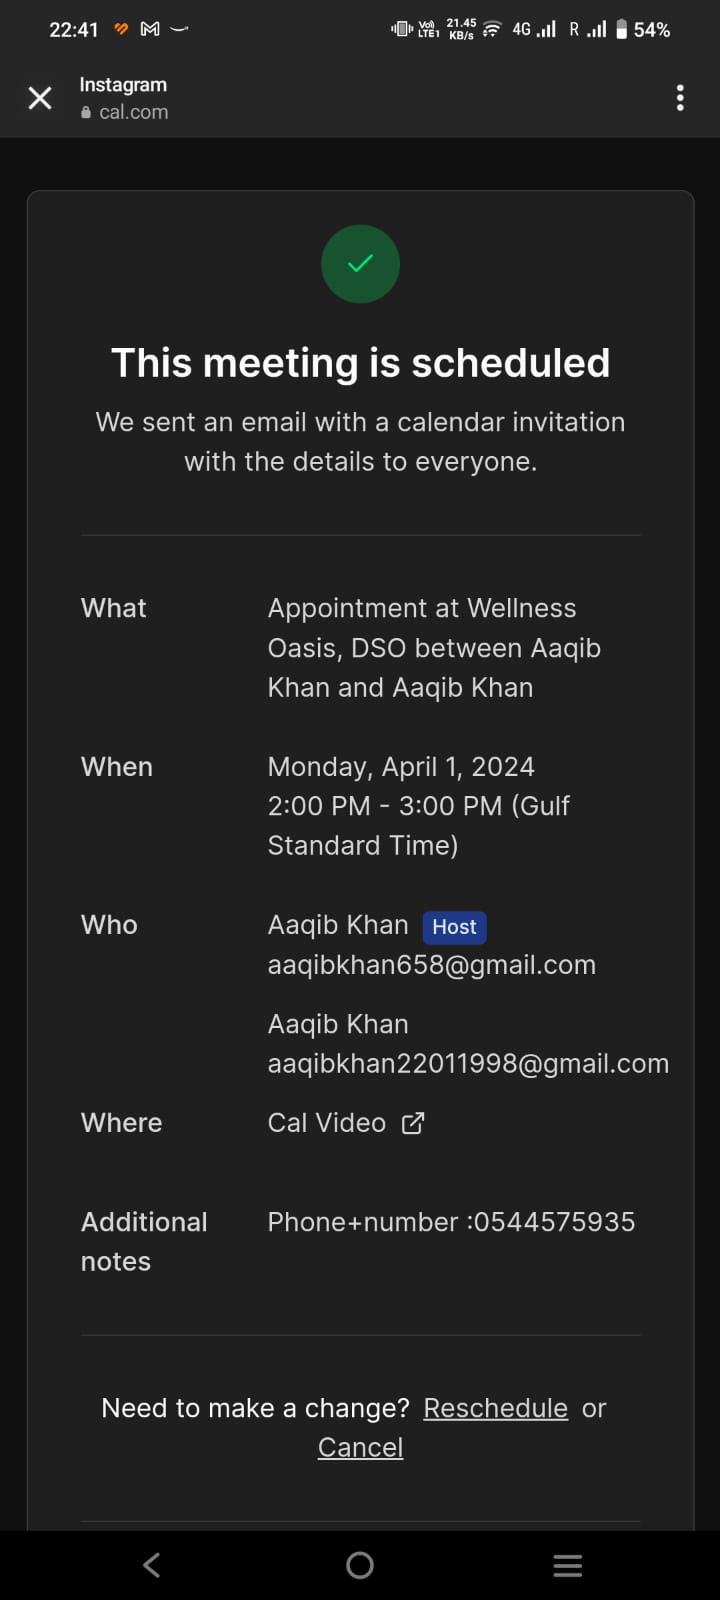 22:41
Vo)) LTE1 21.45 KB/s 4G R 54%
Instagram
cal.com
This meeting is scheduled
We sent an email with a calendar invitation
with the details to everyone.
What
Appointment at Wellness
Oasis, DSO between Aaqib
Khan and Aaqib Khan
When
Monday, April 1, 2024
2:00 PM - 3:00 PM (Gulf
Standard Time)
Who
Aaqib Khan Host
aaqibkhan658@gmail.com
Aaqib Khan
aaqibkhan22011998@gmail.com
Where
Cal Video
Additional
notes
Phone+number :0544575935
Need to make a change? Reschedule or
Cancel